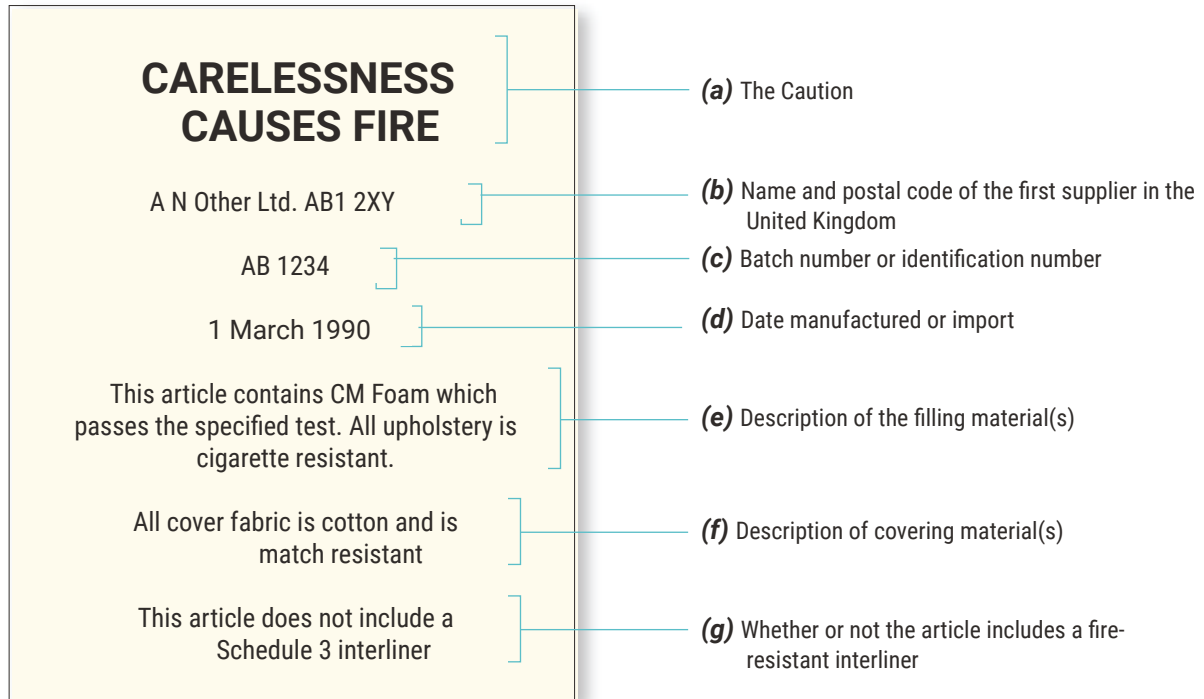 CARELESSNESS
CAUSES FIRE
(a) The Caution
A N Other Ltd. AB1 2XY
(b) Name and postal code of the first supplier in the
United Kingdom
AB 1234
(c) Batch number or identification number
1 March 1990
(d) Date manufactured or import
This article contains CM Foam which
passes the specified test. All upholstery is
cigarette resistant.
(e) Description of the filling material(s)
All cover fabric is cotton and is
match resistant
(f) Description of covering material(s)
This article does not include a
Schedule 3 interliner
(g) Whether or not the article includes a fire-
resistant interliner